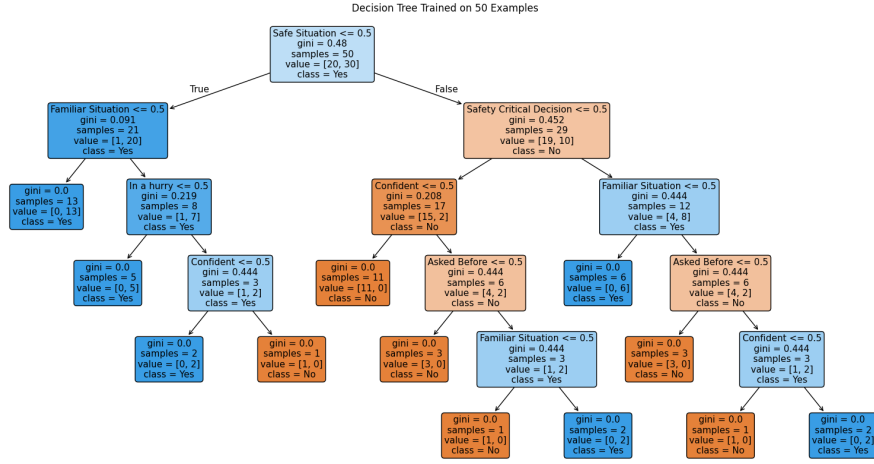 Decision Tree Trained on 50 Examples
Safe Situation <= 0.5
gini = 0.48
samples = 50
value = [20, 30]
class = Yes
True
False
Familiar Situation <= 0.5
gini = 0.091
samples = 21
value = [1, 20]
class = Yes
Safety Critical Decision <= 0.5
gini = 0.452
samples = 29
value = [19, 10]
class = No
gini = 0.0
samples = 13
value = [0, 13]
class = Yes
In a hurry <= 0.5
gini = 0.219
samples = 8
value = [1, 7]
class = Yes
Confident <= 0.5
gini = 0.208
samples = 17
value = [15, 2]
class = No
Familiar Situation <= 0.5
gini = 0.444
samples = 12
value = [4, 8]
class = Yes
gini = 0.0
samples = 5
value = [0, 5]
class = Yes
Confident <= 0.5
gini = 0.444
samples = 3
value = [1, 2]
class = Yes
gini = 0.0
samples = 11
value = [11, 0]
class = No
Asked Before <= 0.5
gini = 0.444
samples = 6
value = [4, 2]
class = No
gini = 0.0
samples = 6
value = [0, 6]
class = Yes
Asked Before <= 0.5
gini = 0.444
samples = 6
value = [4, 2]
class = No
gini = 0.0
samples = 2
value = [0, 2]
class = Yes
gini = 0.0
samples = 1
value = [1, 0]
class = No
gini = 0.0
samples = 3
value = [3, 0]
class = No
Familiar Situation <= 0.5
gini = 0.444
samples = 3
value = [1, 2]
class = Yes
gini = 0.0
samples = 3
value = [3, 0]
class = No
Confident <= 0.5
gini = 0.444
samples = 3
value = [1, 2]
class = Yes
gini = 0.0
samples = 1
value = [1, 0]
class = No
gini = 0.0
samples = 2
value = [0, 2]
class = Yes
gini = 0.0
samples = 1
value = [1, 0]
class = No
gini = 0.0
samples = 2
value = [0, 2]
class = Yes